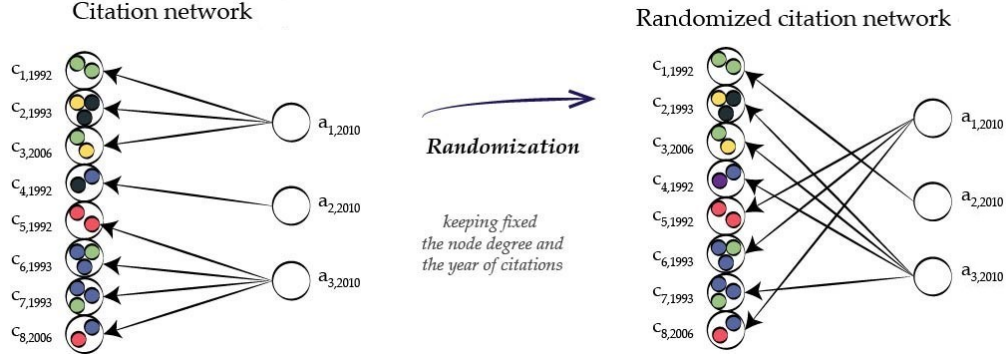 Citation network
c1,1992
c2,1993
c3,2006
c4,1992
c5,1992
c6,1993
c7,1993
c8,2006
a1,2010
a2,2010
a3,2010
Randomization
keeping fixed
the node degree and
the year of citations
Randomized citation network
c1,1992
c2,1993
c3,2006
c4,1992
c5,1992
c6,1993
c7,1993
c8,2006
a1,2010
a2,2010
a3,2010